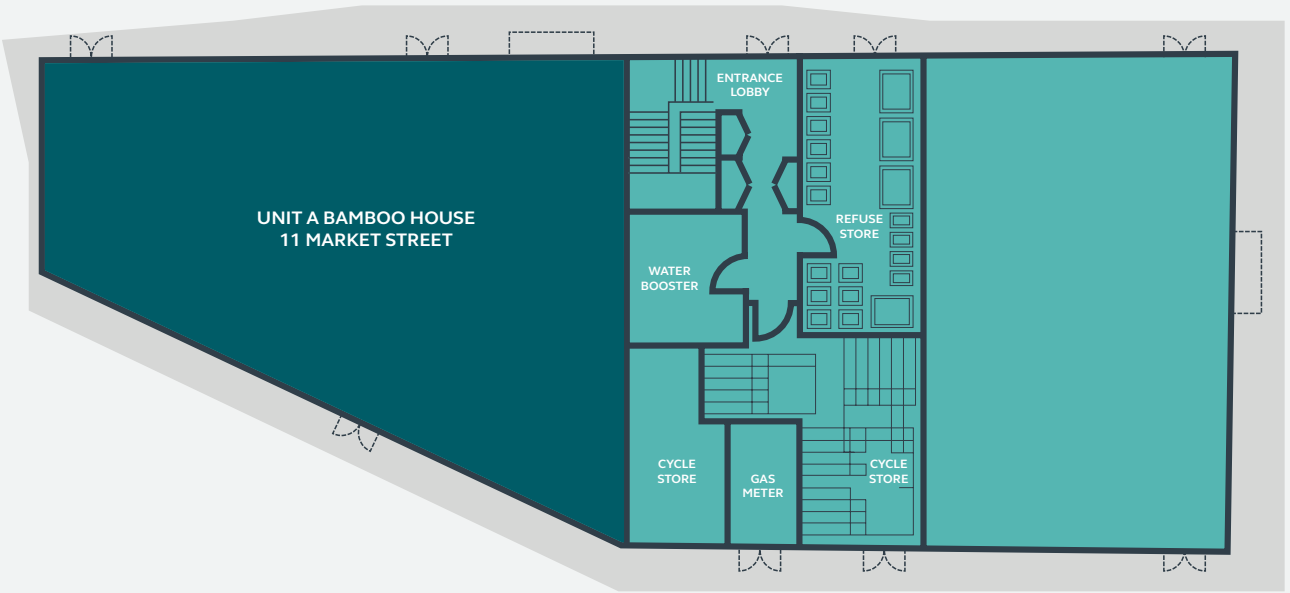 UNIT A BAMBOO HOUSE
11 MARKET STREET
ENTRANCE
LOBBY
REFUSE
STORE
WATER
BOOSTER
CYCLE
STORE
GAS
METER
CYCLE
STORE